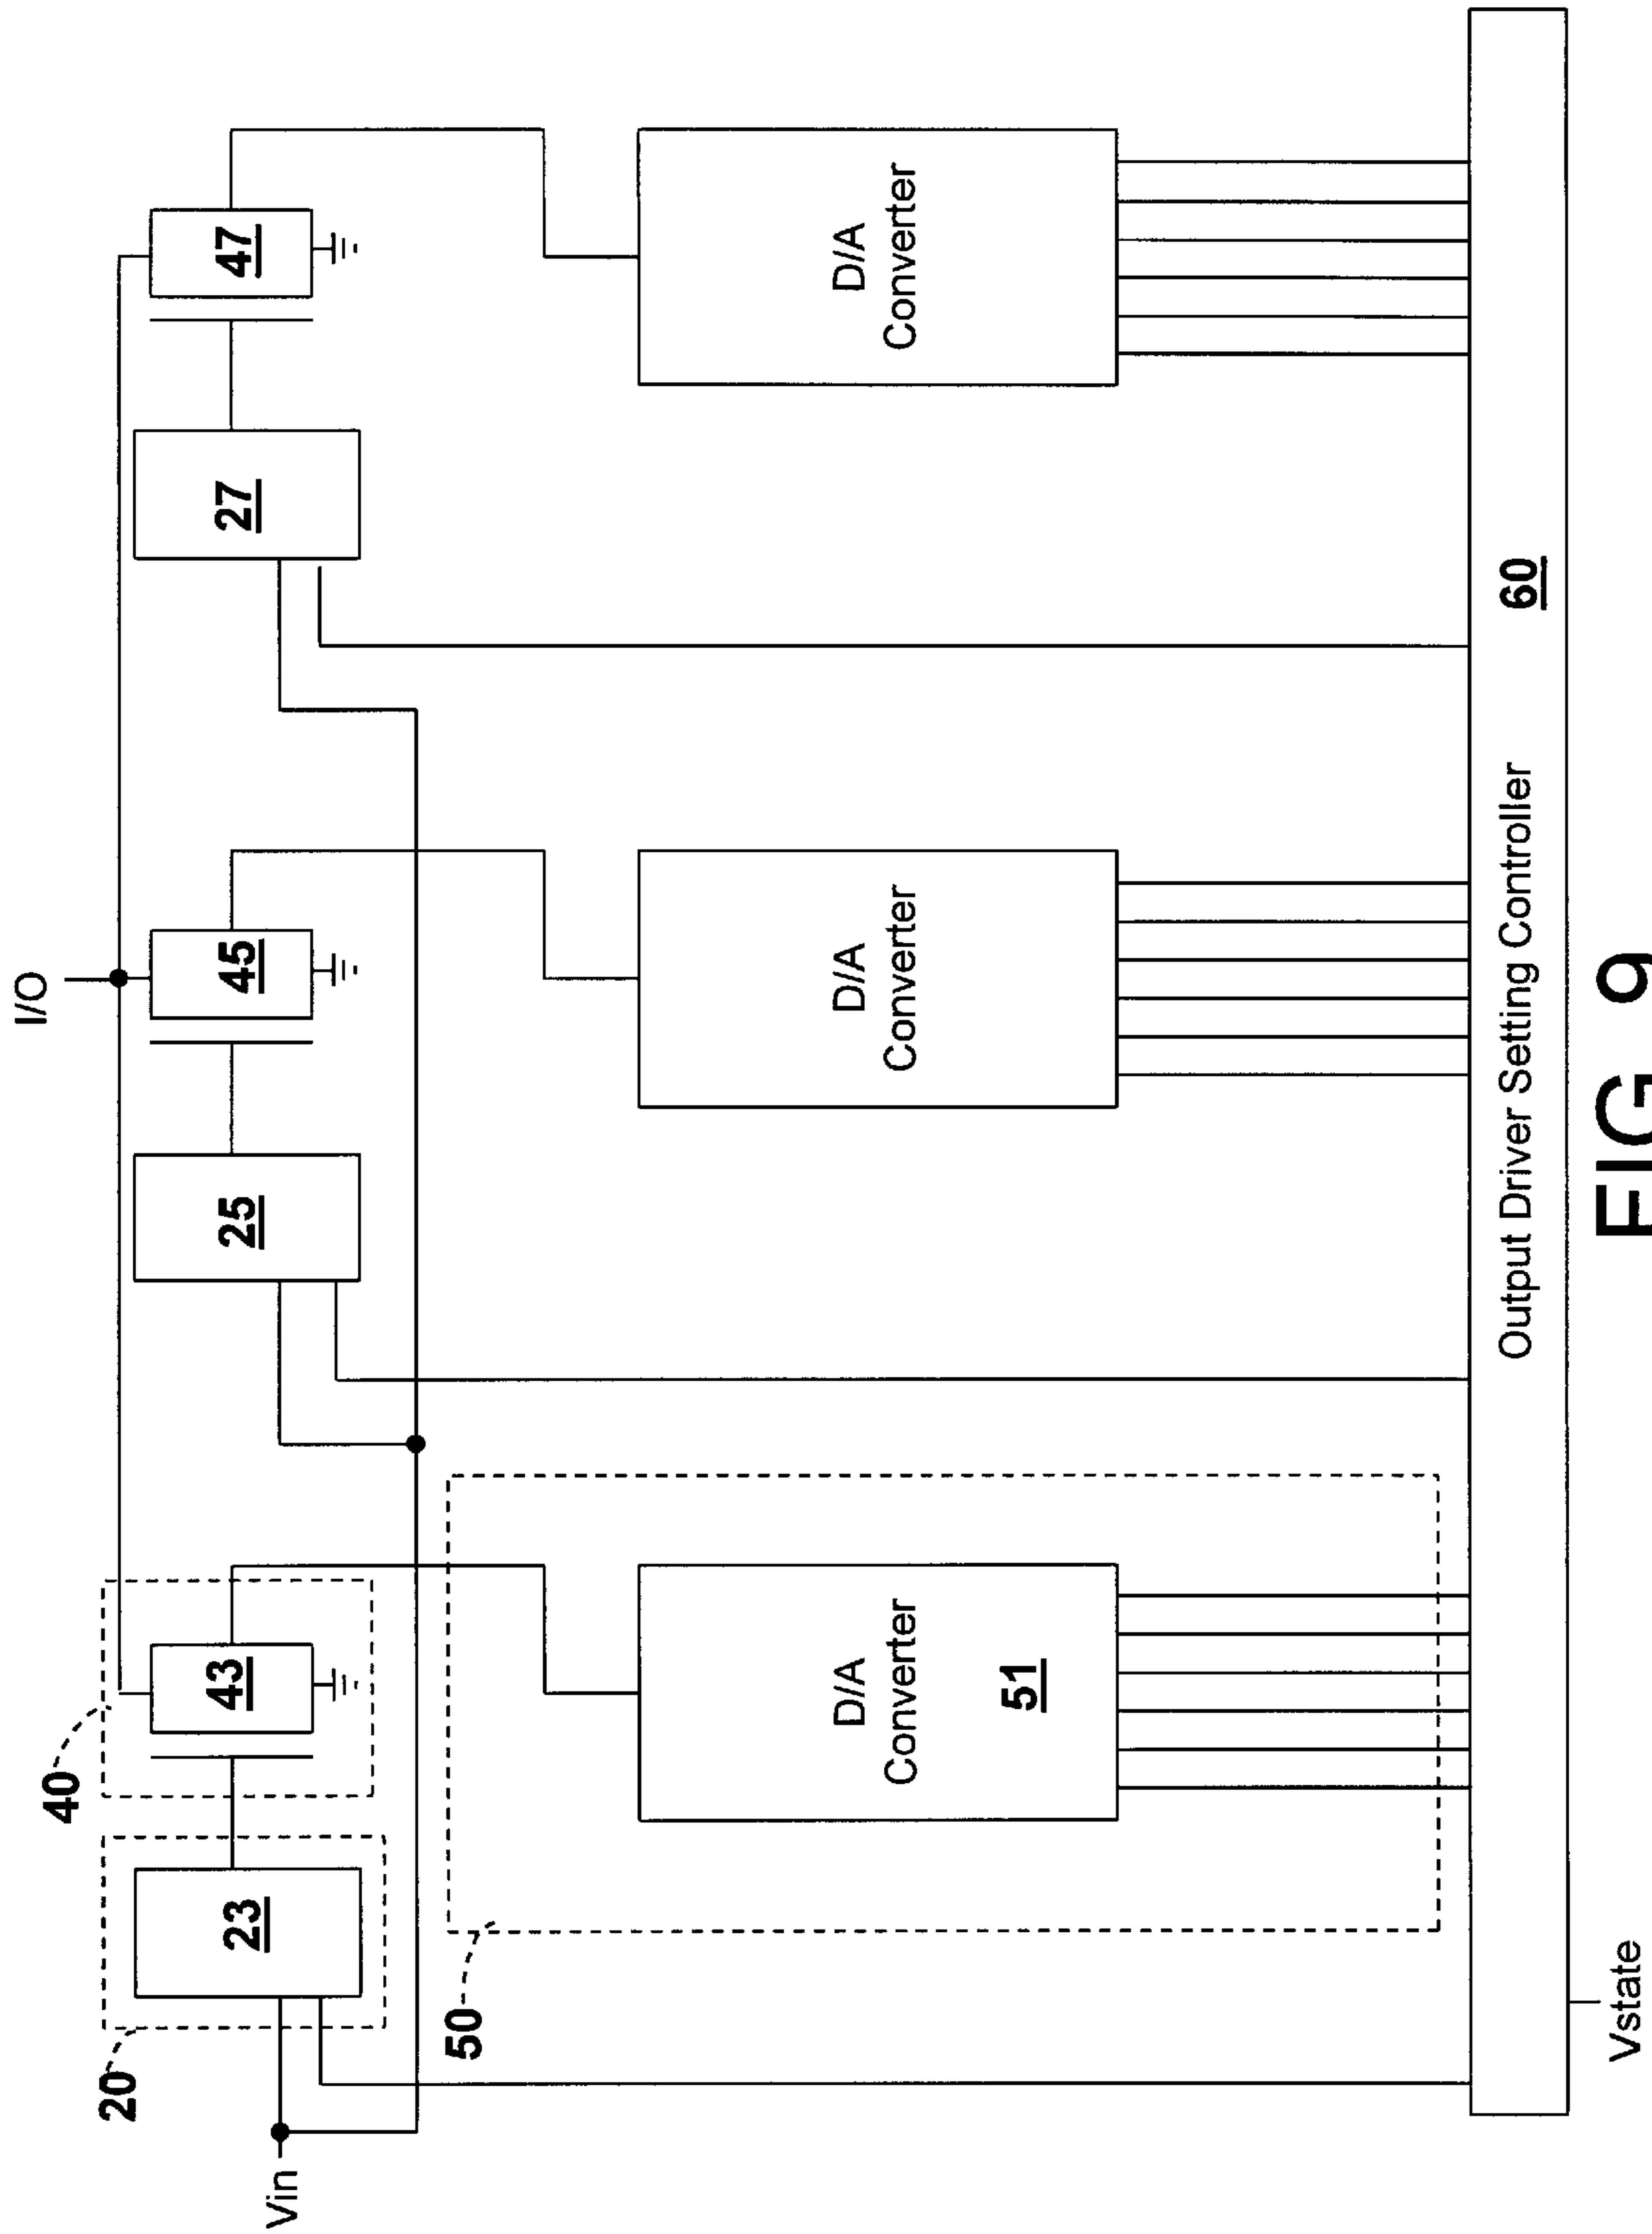 I/O
40
20
23
43
25
45
27
47
Vin
50
D/A
Converter
51
D/A
Converter
D/A
Converter
Output Driver Setting Controller
60
Vstate
FIG. 9